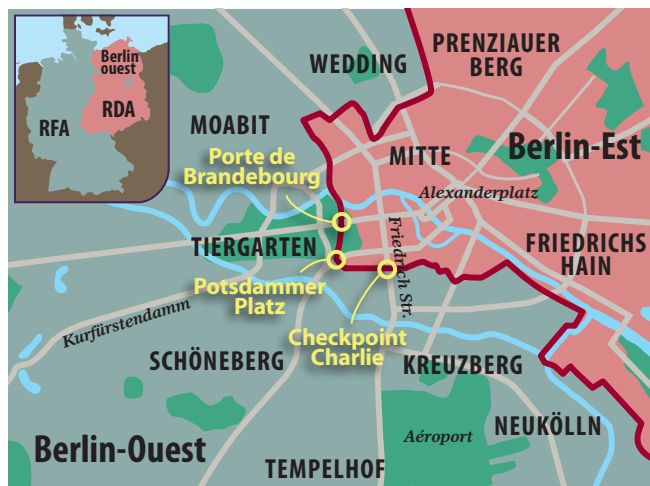 Berlin
ouest
RFA
RDA
WEDDING
PRENZIAUER
BERG
MOABIT
MITTE
Berlin-Est
Porte de
Brandebourg
Alexanderplatz
TIERGARTEN
Friedrich Str.
FRIEDRICHS
HAIN
Potsdammer
Platz
Kurfürstendamm
Checkpoint
Charlie
SCHÖNEBERG
KREUZBERG
NEUKÖLLN
Aéroport
Berlin-Ouest
TEMPELHOF